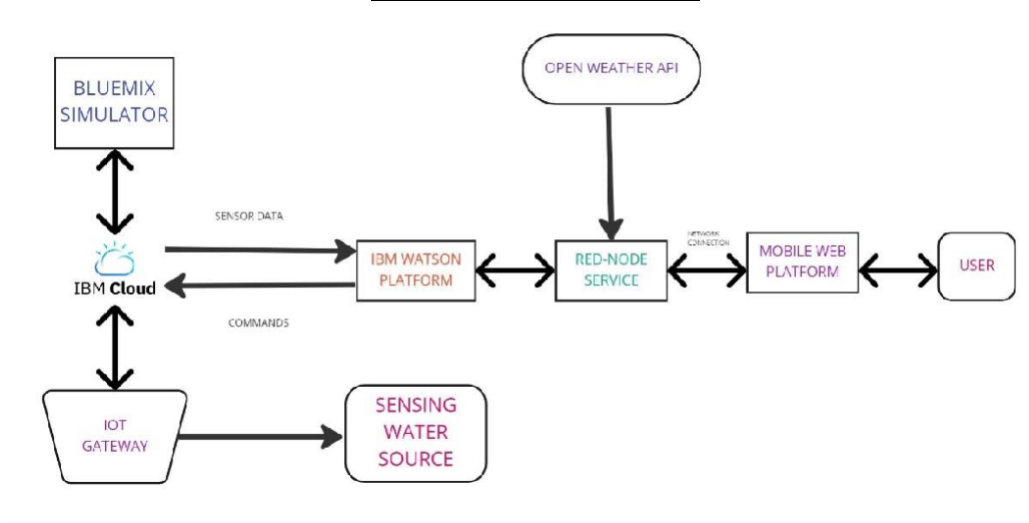 OPEN WEATHER API
BLUEMIX
SIMULATOR
SENSOR DATA
NETWORK
CONNECTION
IBM WATSON
PLATFORM
RED-NODE
SERVICE
MOBILE WEB
PLATFORM
USER
IBM Cloud
COMMANDS
IOT
GATEWAY
SENSING
WATER
SOURCE